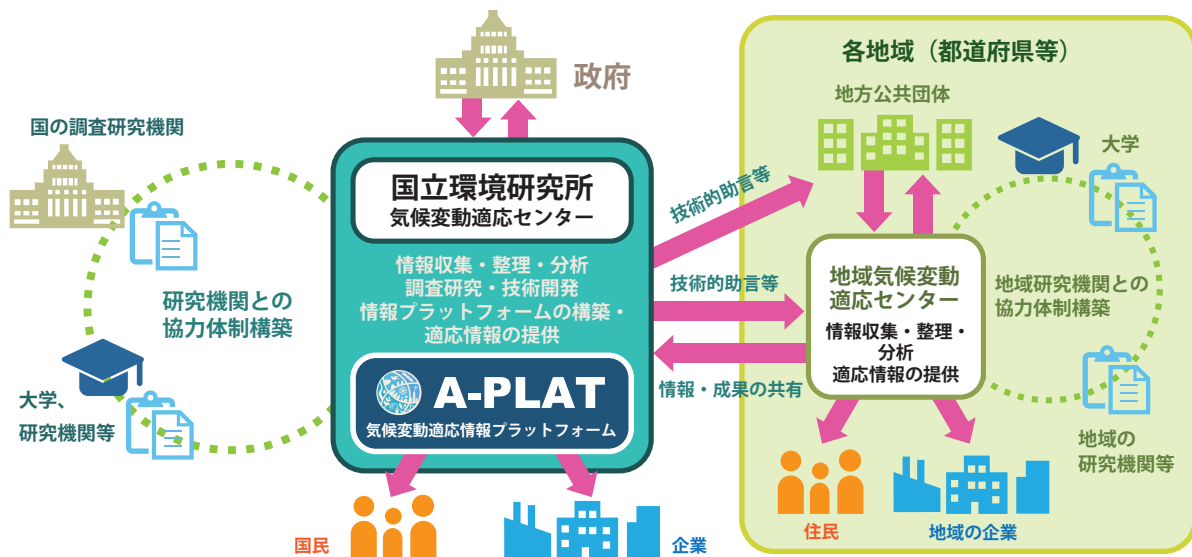 政府
国の調査研究機関
研究機関との
協力体制構築
大学、
研究機関等
国立環境研究所
気候変動適応センター
情報収集・整理・分析
調査研究・技術開発
情報プラットフォームの構築・
適応情報の提供
A-PLAT
気候変動適応情報プラットフォーム
国民
企業
技術的助言等
技術的助言等
情報・成果の共有
各地域（都道府県等）
地方公共団体
大学
地域気候変動
適応センター
情報収集・整理・
分析
適応情報の提供
地域研究機関との
協力体制構築
地域の
研究機関等
住民
地域の企業